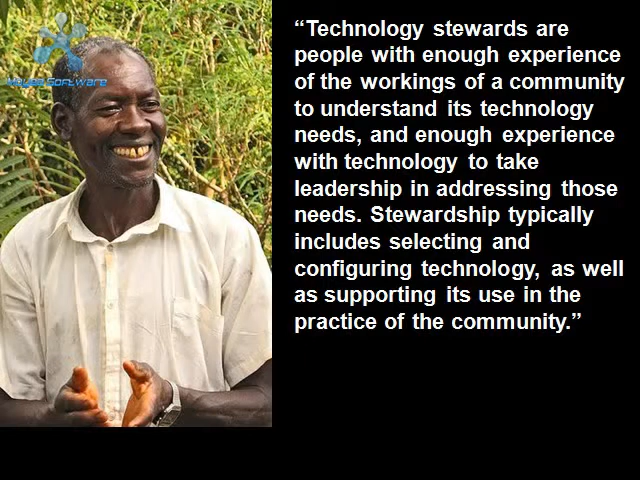 “Technology stewards are
people with enough experience
of the workings of a community
to understand its technology
needs, and enough experience
with technology to take
leadership in addressing those
needs. Stewardship typically
includes selecting and
configuring technology, as well
as supporting its use in the
practice of the community.”
Software